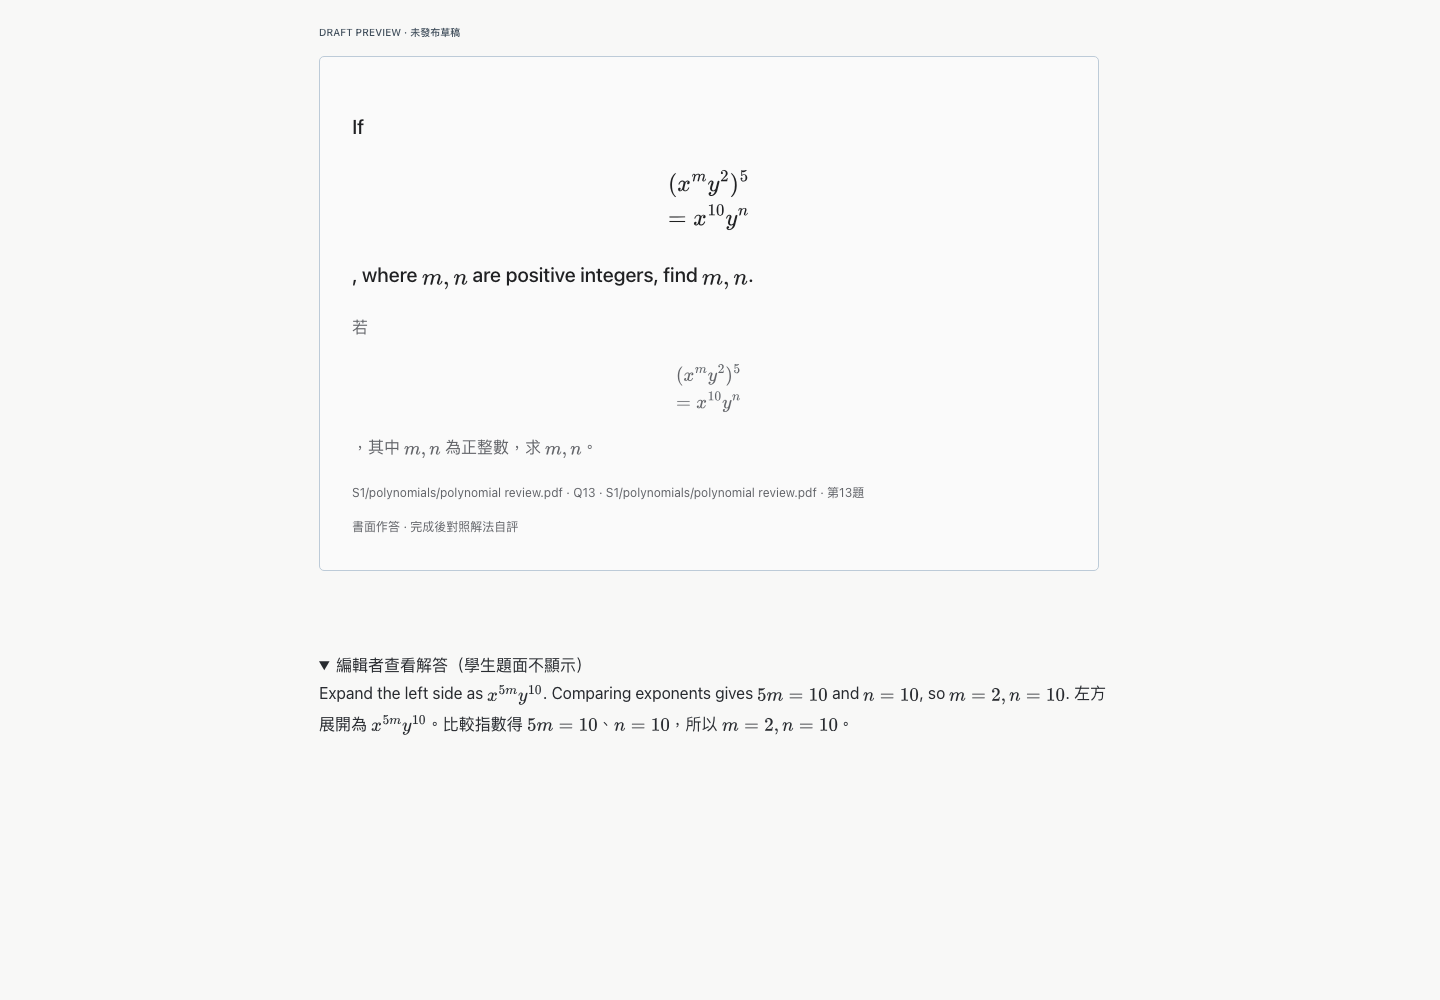 DRAFT PREVIEW · 未發布草稿
If
(x^m y^2)^5
= x^10 y^n
, where m, n are positive integers, find m, n.
若
(x^m y^2)^5
= x^10 y^n
，其中 m, n 為正整數，求 m, n。
S1/polynomials/polynomial review.pdf · Q13 · S1/polynomials/polynomial review.pdf · 第13題
書面作答 · 完成後對照解法自評
▼ 編輯者查看解答（學生題面不顯示）
Expand the left side as x^5m y^10. Comparing exponents gives 5m = 10 and n = 10, so m = 2, n = 10. 左方
展開為 x^5m y^10。比較指數得 5m = 10、n = 10，所以 m = 2, n = 10。